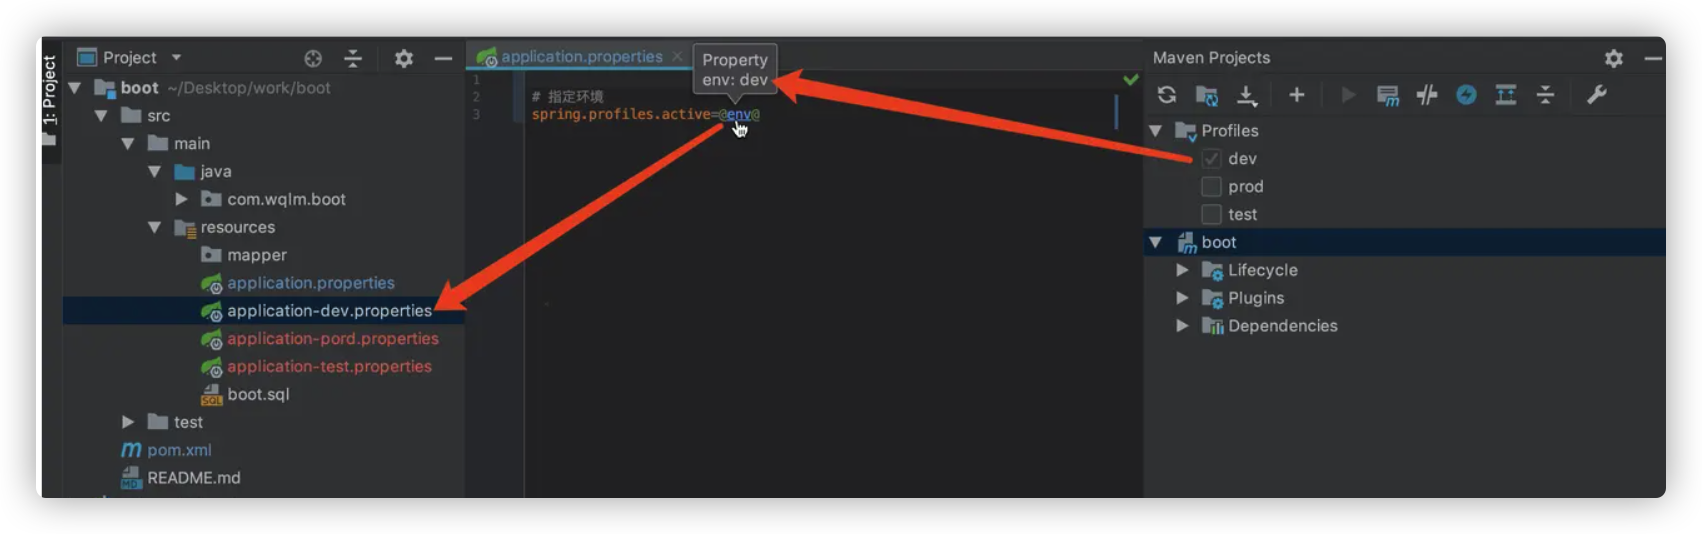 1: Project
Project
boot ~/Desktop/work/boot
src
main
java
com.wqlm.boot
resources
mapper
application.properties
application-dev.properties
application-pord.properties
application-test.properties
SQL
boot.sql
test
m pom.xml
MD
README.md
application.properties
Property
env: dev
1
2
3
# 指定环境
spring.profiles.active=@env@
Maven Projects
Profiles
dev
prod
test
boot
Lifecycle
Plugins
Dependencies